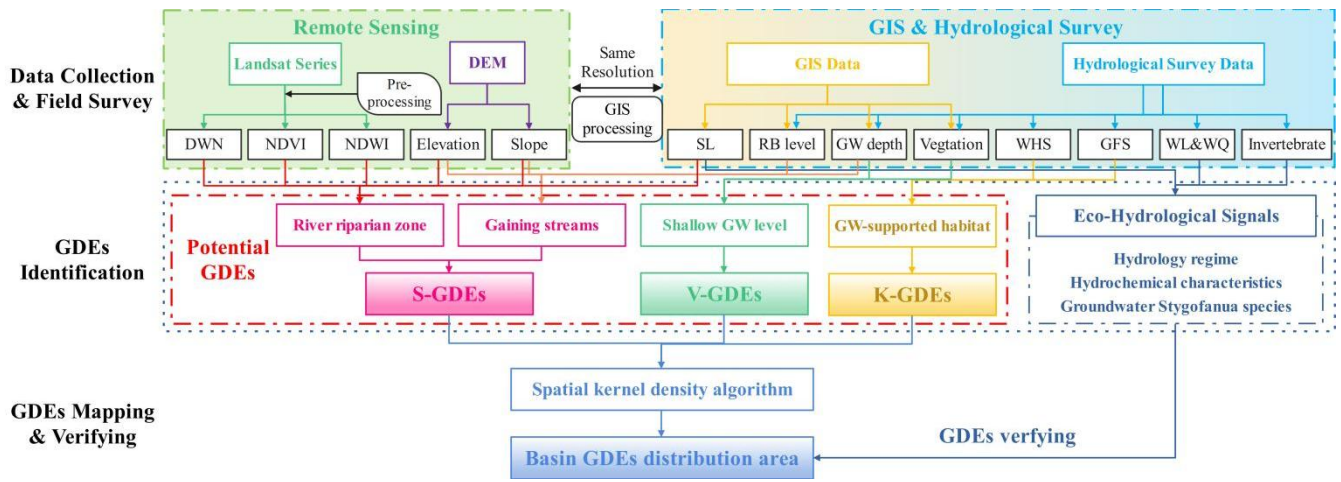 Remote Sensing
GIS & Hydrological Survey
Data Collection
& Field Survey
Landsat Series
DEM
Pre-
processing
Same
Resolution
GIS
processing
GIS Data
Hydrological Survey Data
DWN
NDVI
NDWI
Elevation
Slope
SL
RB level
GW depth
Vegtation
WHS
GFS
WL&WQ
Invertebrate
GDEs
Identification
Potential
GDEs
River riparian zone
Gaining streams
Shallow GW level
GW-supported habitat
Eco-Hydrological Signals
S-GDEs
V-GDEs
K-GDEs
Hydrology regime
Hydrochemical characteristics
Groundwater Stygofanua species
GDEs Mapping
& Verifying
Spatial kernel density algorithm
Basin GDEs distribution area
GDEs verfying